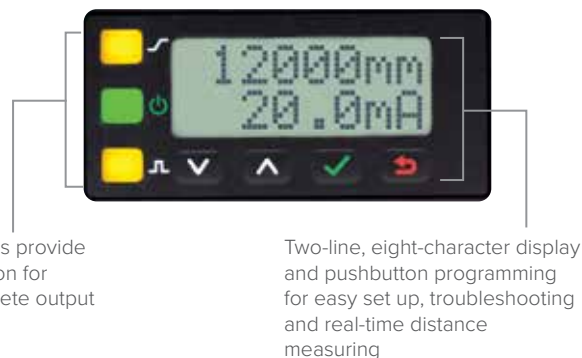 12000mm
20.0mA
s provide
on for
ete output
Two-line, eight-character display
and pushbutton programming
for easy set up, troubleshooting
and real-time distance
measuring